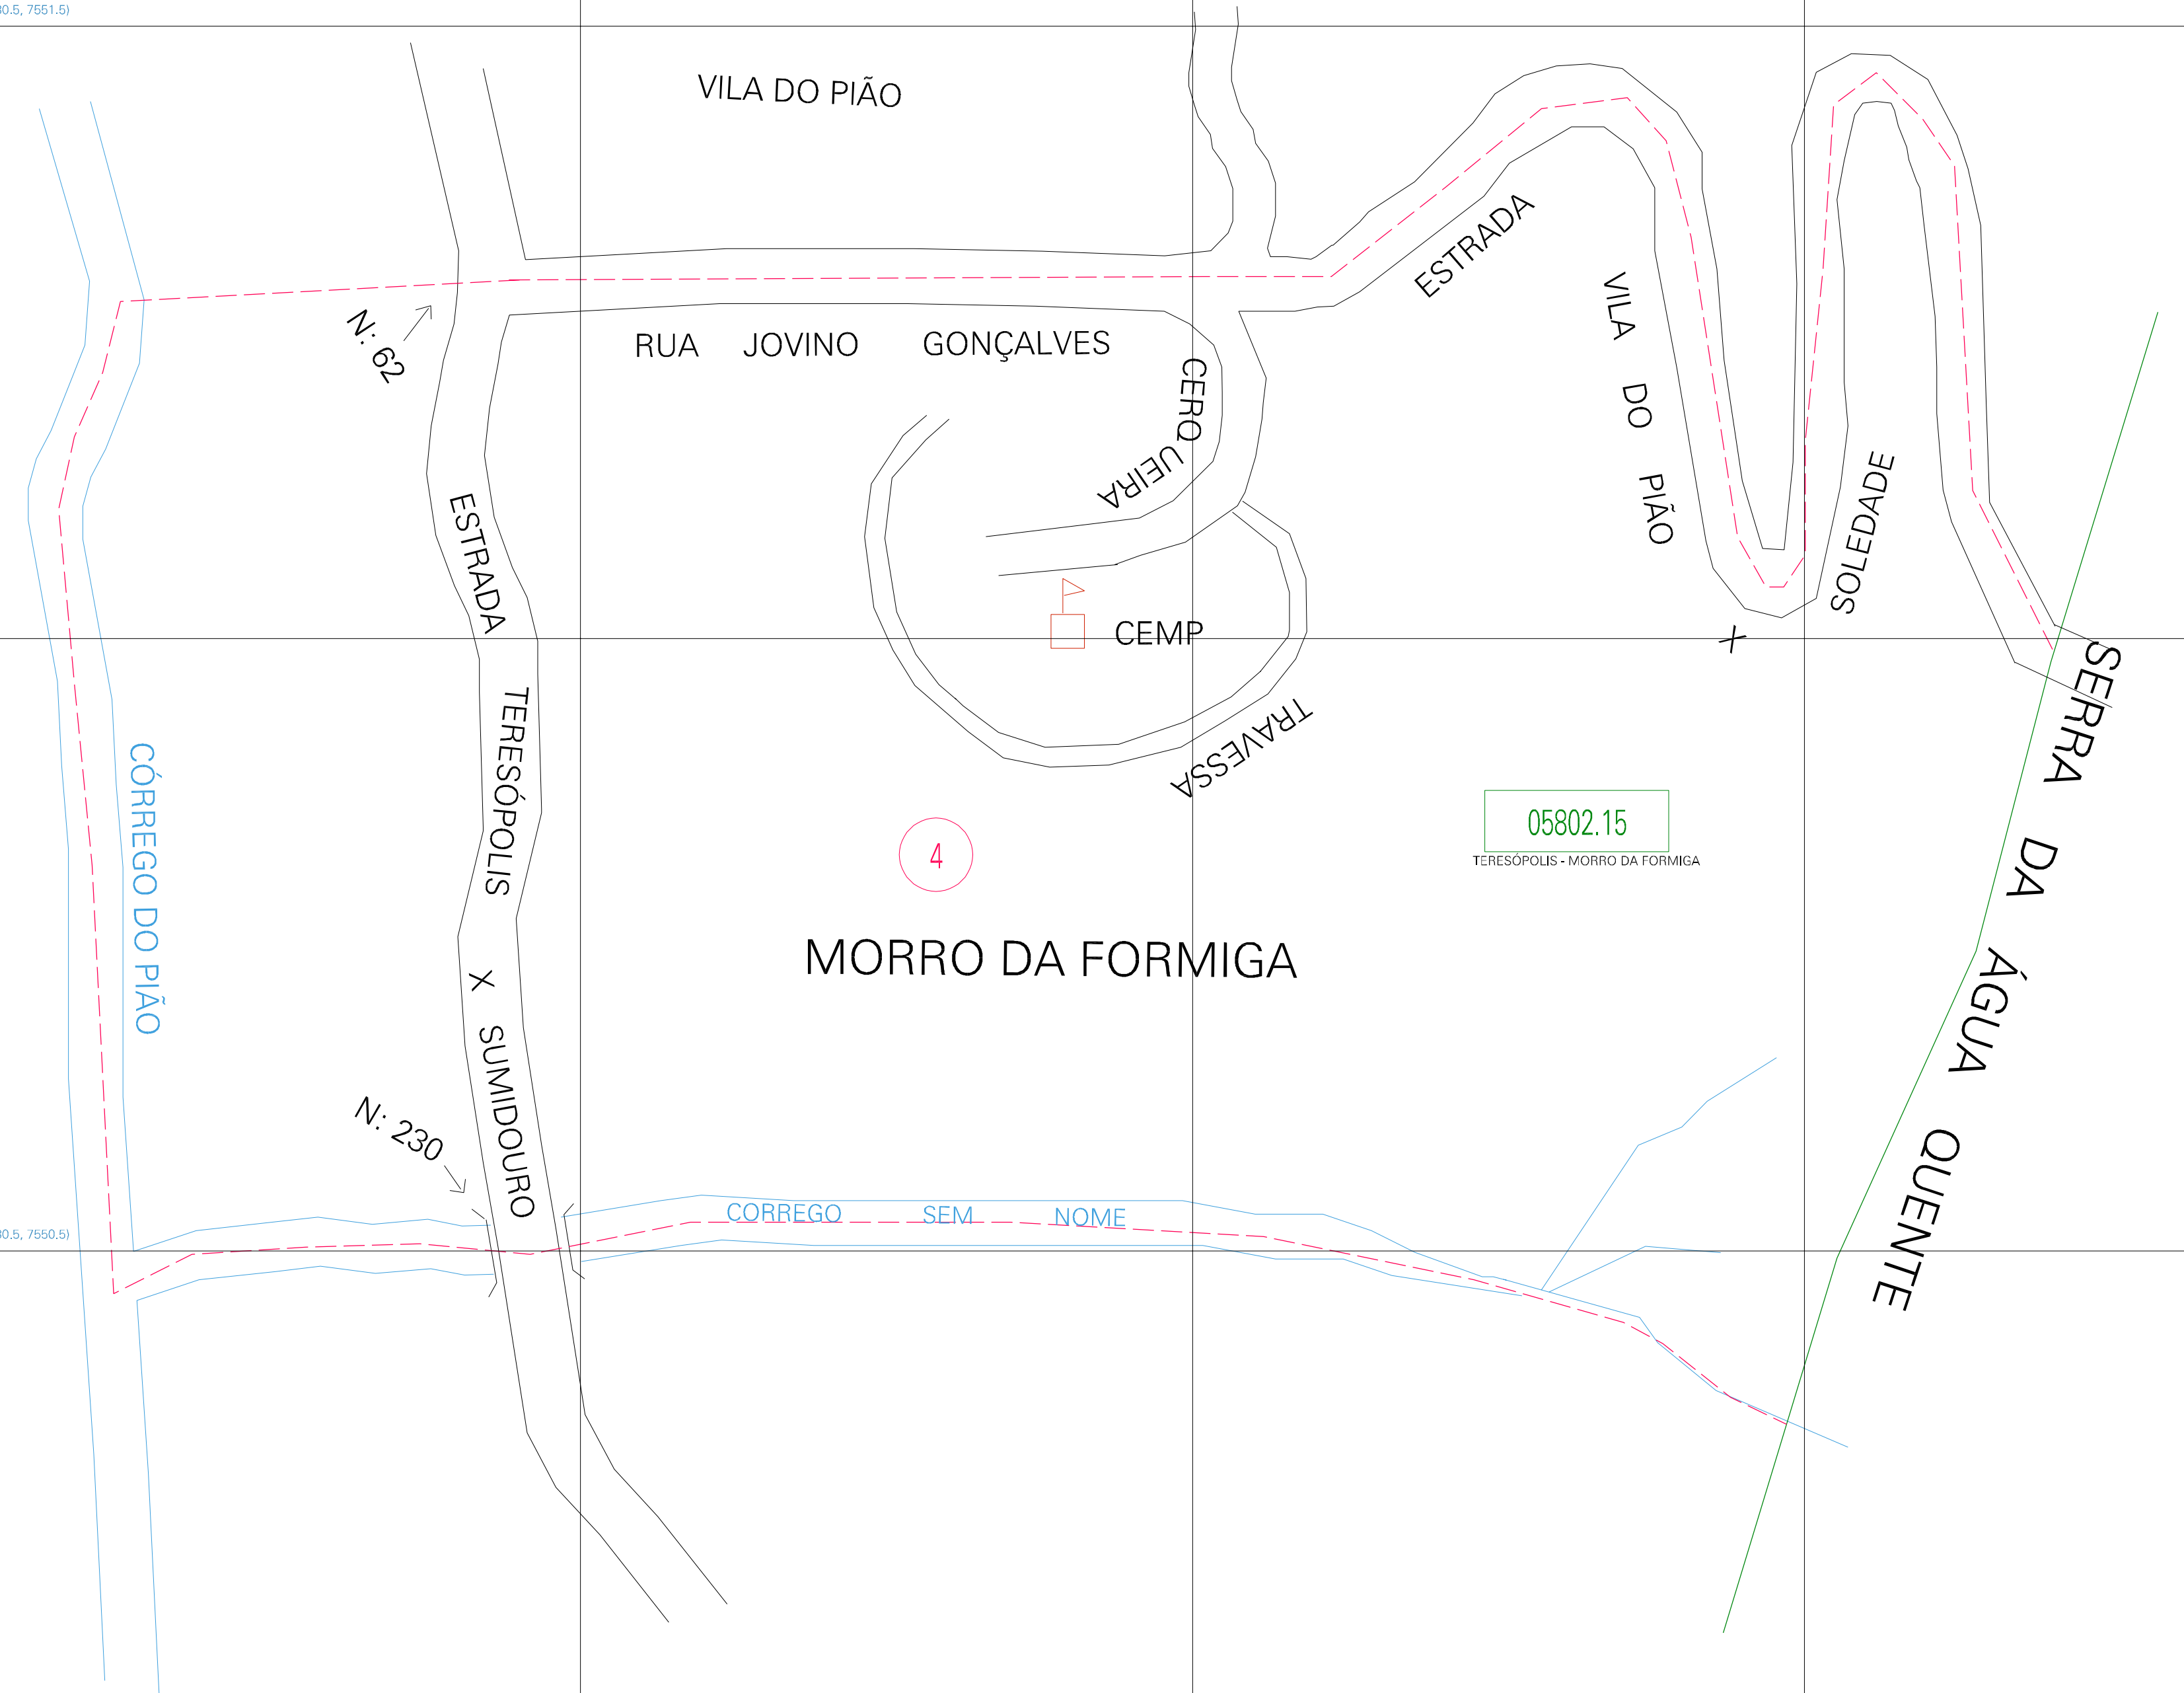 30.5, 7551.5)
VILA DO PIÃO
N: 62
RUA JOVINO GONÇALVES
CERQ UEIRA
ESTRADA VILA DO PIÃO X SOLEDADE
ESTRADA TERESÓPOLIS X SUMIDOURO
CEMP
TRAVESSA
CÓRREGO DO PIÃO
4
05802.15
TERESÓPOLIS - MORRO DA FORMIGA
MORRO DA FORMIGA
SERRA DA ÁGUA QUENTE
N: 230
CORREGO SEM NOME
30.5, 7550.5)